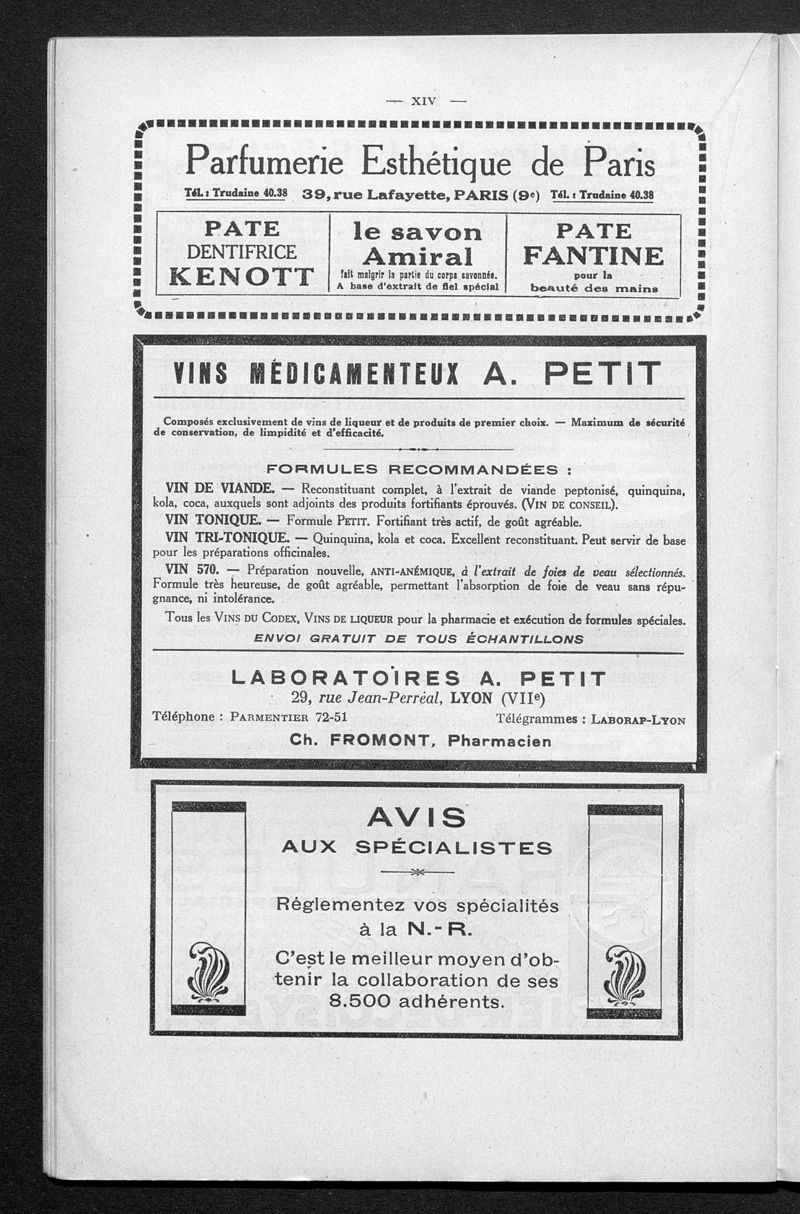 — XIV —
Parfumerie Esthétique de Paris
Tél. : Trudaine 40.38 39, rue Lafayette, PARIS (9e) Tél. : Trudaine 40.38
PATE
DENTIFRICE
KENOTT
le savon
Amiral
fait maigrir la partie du corps savonnée.
A base d'extrait de fiel spécial
PATE
FANTINE
pour la
beauté des mains
VINS MÉDICAMENTEUX A. PETIT
Composés exclusivement de vins de liqueur et de produits de premier choix. — Maximum de sécurité
de conservation, de limpidité et d'efficacité.
FORMULES RECOMMANDÉES :
VIN DE VIANDE. — Reconstituant complet, à l'extrait de viande peptonisé, quinquina,
kola, coca, auxquels sont adjoints des produits fortifiants éprouvés. (VIN DE CONSEIL).
VIN TONIQUE. — Formule PETIT. Fortifiant très actif, de goût agréable.
VIN TRI-TONIQUE. — Quinquina, kola et coca. Excellent reconstituant. Peut servir de base
pour les préparations officinales.
VIN 570. — Préparation nouvelle, ANTI-ANÉMIQUE, à l'extrait de foies de veau sélectionnés.
Formule très heureuse, de goût agréable, permettant l'absorption de foie de veau sans répu-
gnance, ni intolérance.
Tous les VINS DU CODEX, VINS DE LIQUEUR pour la pharmacie et exécution de formules spéciales.
ENVOI GRATUIT DE TOUS ÉCHANTILLONS
LABORATOIRES A. PETIT
29, rue Jean-Perréal, LYON (VIIe)
Téléphone : PARMENTIER 72-51 Télégrammes : LABORAP-LYON
Ch. FROMONT, Pharmacien
AVIS
AUX SPÉCIALISTES
Réglementez vos spécialités
à la N.-R.
C'est le meilleur moyen d'ob-
tenir la collaboration de ses
8.500 adhérents.